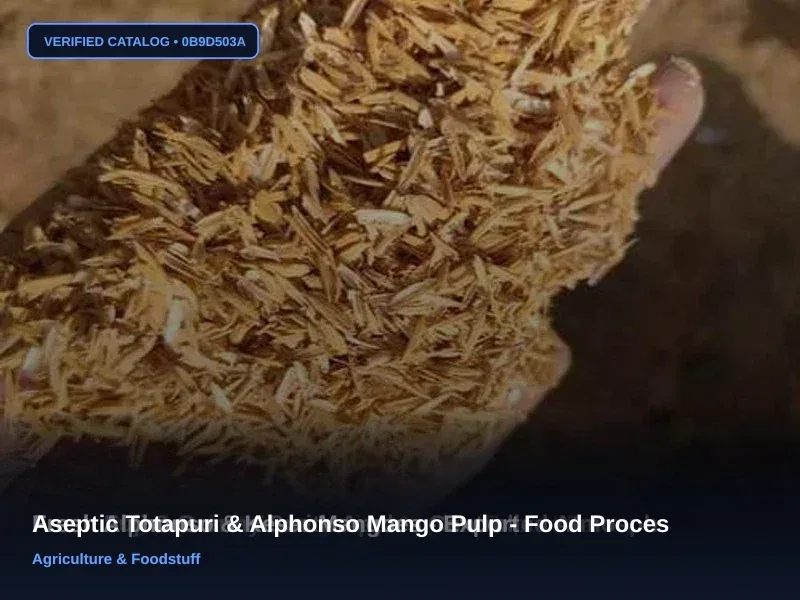 VERIFIED CATALOG • 0B9D503A
Aseptic Totapuri & Alphonso Mango Pulp - Food Proces
Agriculture & Foodstuff